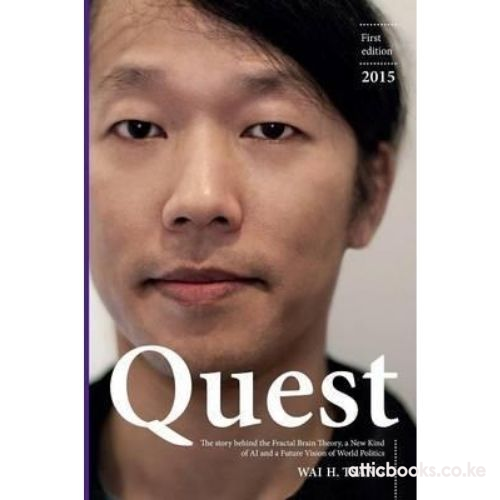 First
edition
2015
Quest
The story behind the Fractal Brain Theory, a New Kind
of AI and a Future Vision of World Politics
WAI H.
atticbooks.co.ke